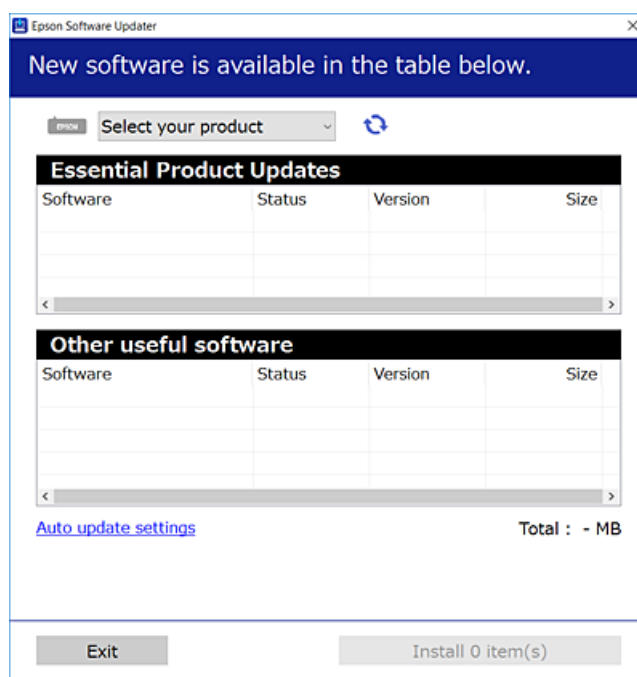 Epson Software Updater
New software is available in the table below.
EPSON Select your product
Essential Product Updates
Software Status Version Size
Other useful software
Software Status Version Size
Auto update settings Total : - MB
Exit Install 0 item(s)